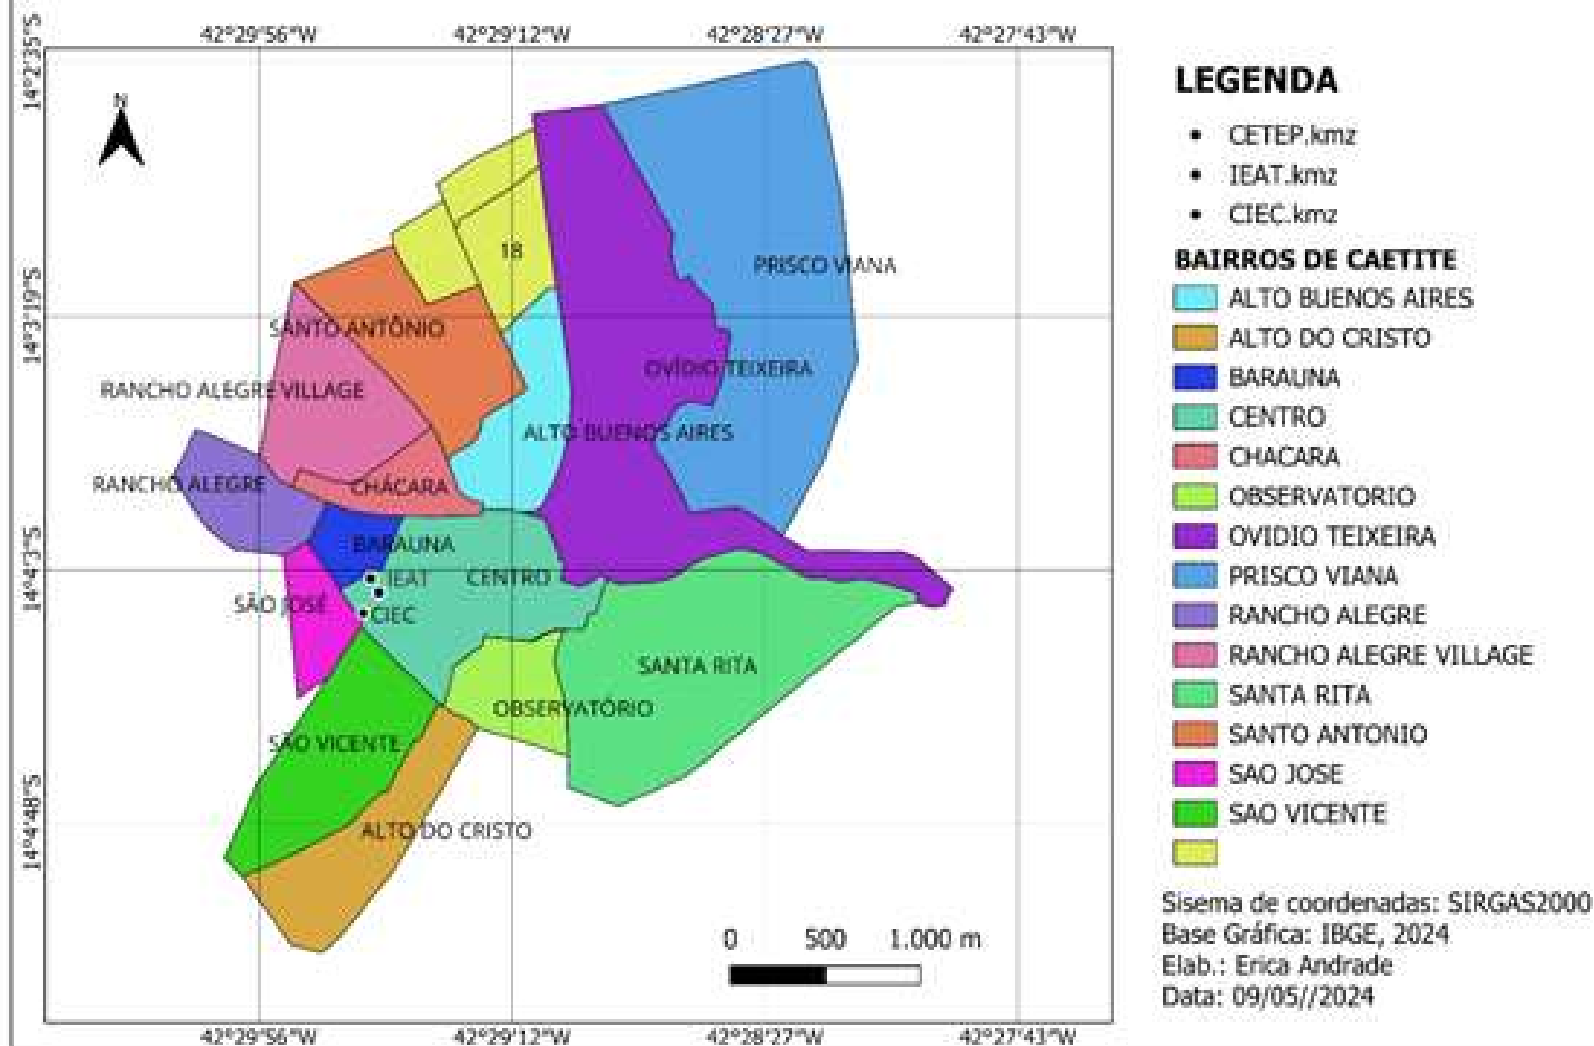 42°29'56"W 42°29'12"W 42°28'27"W 42°27'43"W
14°2'35"S
N
18
PRISCO VIANA
14°3'19"S
SANTO ANTÔNIO
OVÍDIO TEIXEIRA
RANCHO ALEGRE VILLAGE
ALTO BUENOS AIRES
RANCHO ALEGRE
CHÁCARA
BARAUNA
14°4'3"S
IEAT
CENTRO
SÃO JOSÉ
CIEC
SANTA RITA
OBSERVATÓRIO
SÃO VICENTE
14°4'48"S
ALTO DO CRISTO
0 500 1.000 m
42°29'56"W 42°29'12"W 42°28'27"W 42°27'43"W
LEGENDA
CETEP.kmz
IEAT.kmz
CIEC.kmz
BAIRROS DE CAETITE
ALTO BUENOS AIRES
ALTO DO CRISTO
BARAUNA
CENTRO
CHACARA
OBSERVATORIO
OVIDIO TEIXEIRA
PRISCO VIANA
RANCHO ALEGRE
RANCHO ALEGRE VILLAGE
SANTA RITA
SANTO ANTONIO
SAO JOSE
SAO VICENTE
Sisema de coordenadas: SIRGAS2000
Base Gráfica: IBGE, 2024
Elab.: Erica Andrade
Data: 09/05//2024